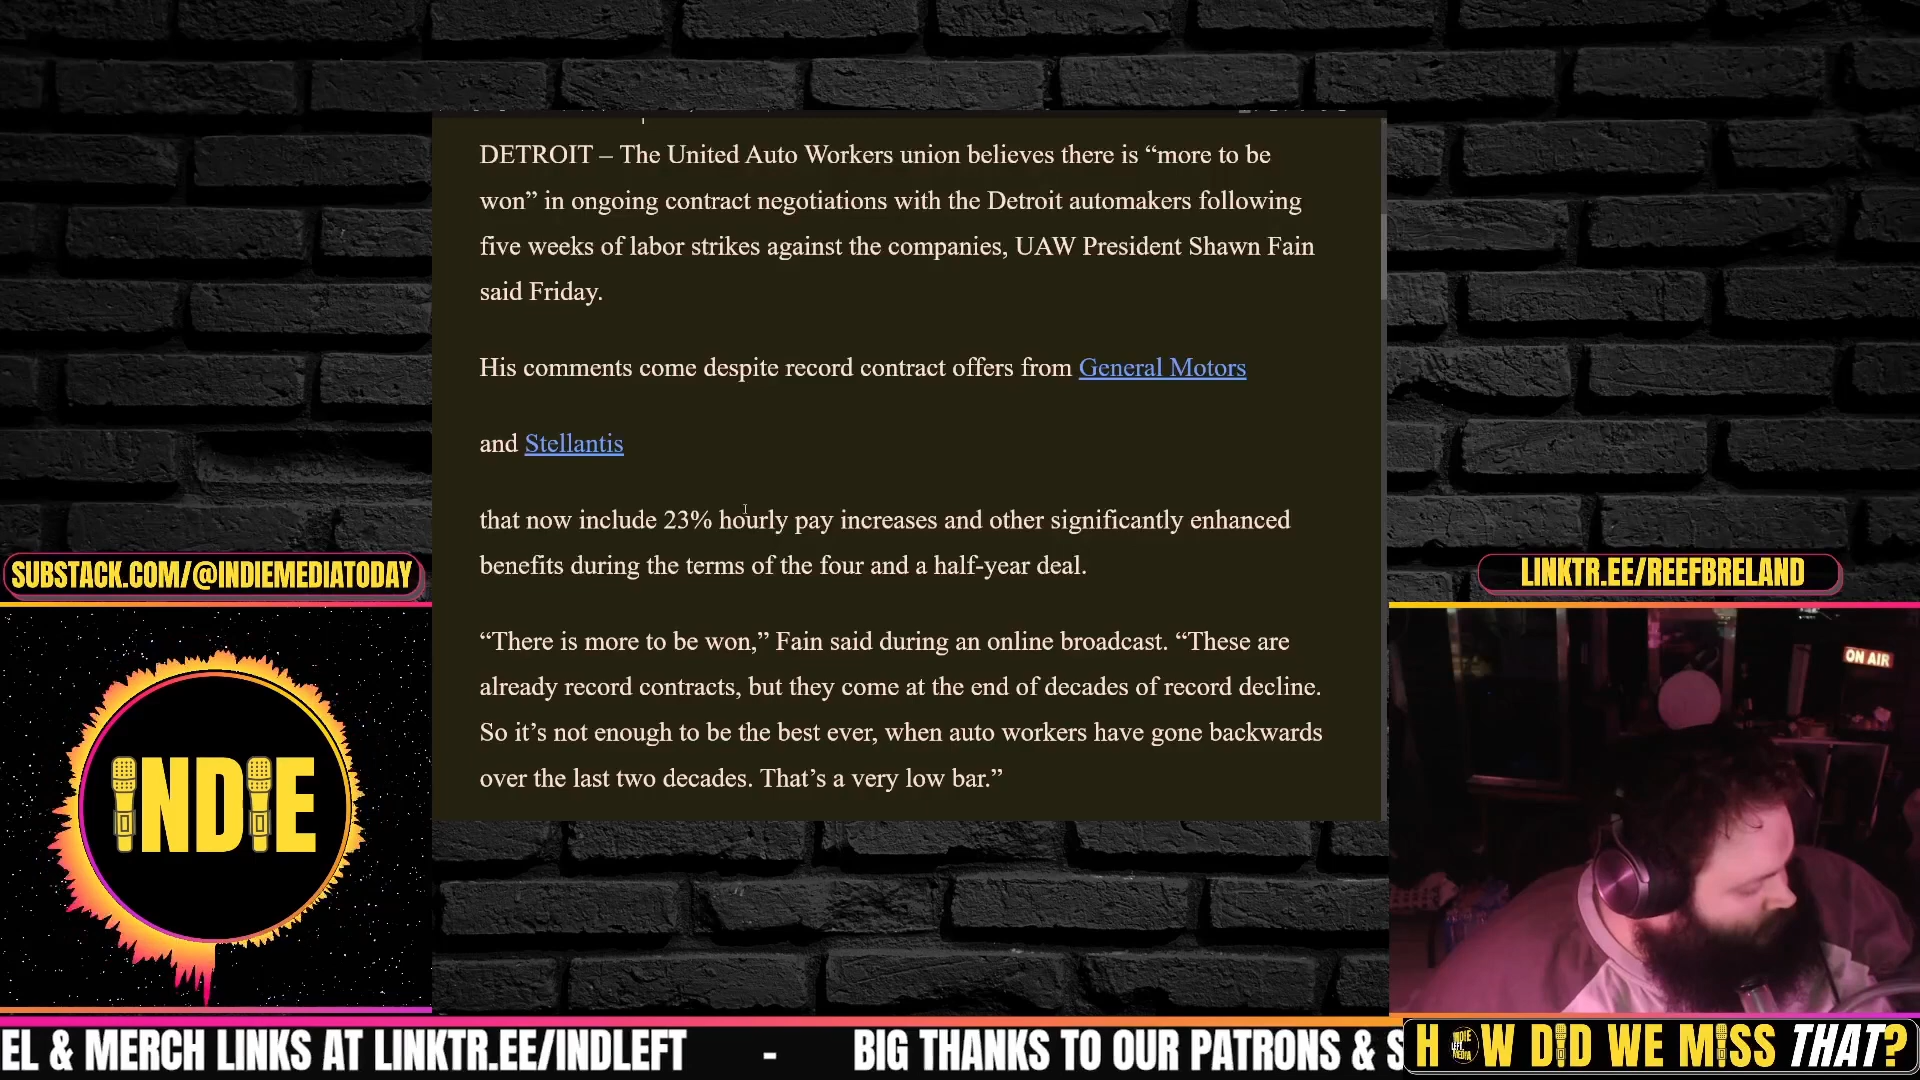 DETROIT – The United Auto Workers union believes there is “more to be
won” in ongoing contract negotiations with the Detroit automakers following
five weeks of labor strikes against the companies, UAW President Shawn Fain
said Friday.
His comments come despite record contract offers from General Motors
and Stellantis
that now include 23% hourly pay increases and other significantly enhanced
benefits during the terms of the four and a half-year deal.
“There is more to be won,” Fain said during an online broadcast. “These are
already record contracts, but they come at the end of decades of record decline.
So it’s not enough to be the best ever, when auto workers have gone backwards
over the last two decades. That’s a very low bar.”
SUBSTACK.COM/@INDIEMEDIATODAY
LINKTR.EE/REEFBRELAND
INDIE
ON AIR
EL & MERCH LINKS AT LINKTR.EE/INDLEFT - BIG THANKS TO OUR PATRONS & S
HOW DID WE MISS THAT?